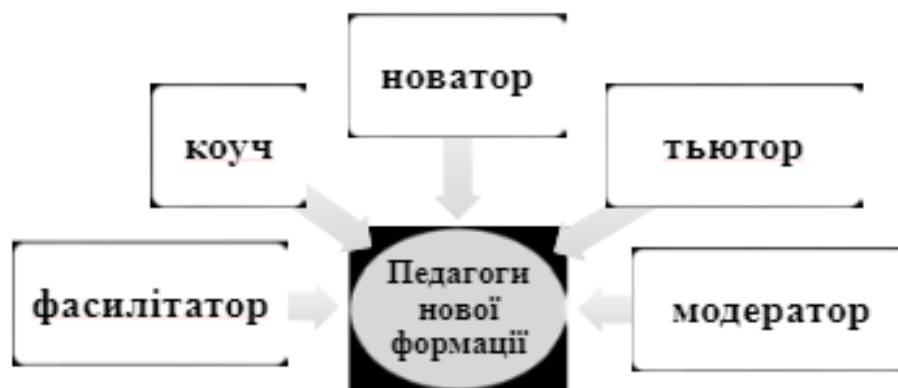 новатор
коуч
тьютор
фасилітатор
Педагоги
нової
формації
модератор